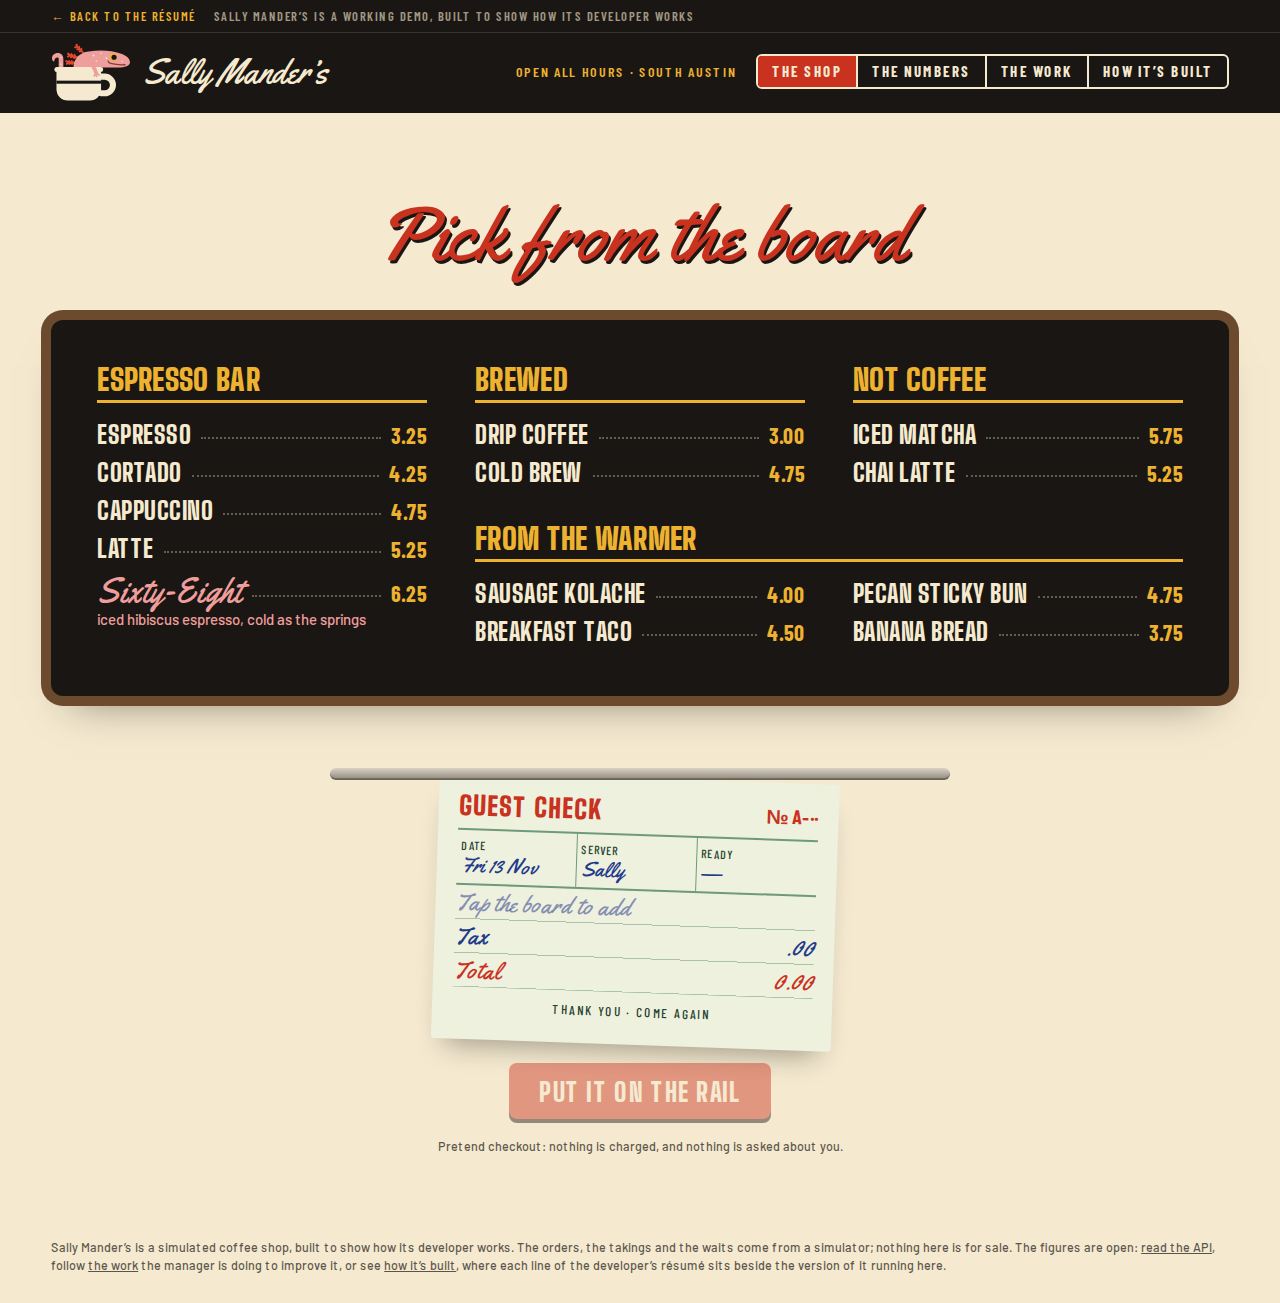 ← BACK TO THE RÉSUMÉ SALLY MANDER'S IS A WORKING DEMO, BUILT TO SHOW HOW ITS DEVELOPER WORKS
Sally Mander's
OPEN ALL HOURS · SOUTH AUSTIN
THE SHOP THE NUMBERS THE WORK HOW IT'S BUILT
Pick from the board
ESPRESSO BAR
ESPRESSO 3.25
CORTADO 4.25
CAPPUCCINO 4.75
LATTE 5.25
Sixty-Eight 6.25
iced hibiscus espresso, cold as the springs
BREWED
DRIP COFFEE 3.00
COLD BREW 4.75
NOT COFFEE
ICED MATCHA 5.75
CHAI LATTE 5.25
FROM THE WARMER
SAUSAGE KOLACHE 4.00
BREAKFAST TACO 4.50
PECAN STICKY BUN 4.75
BANANA BREAD 3.75
GUEST CHECK
№ A-··
DATE SERVER READY
Fri 13 Nov Sally —
Tap the board to add
Tax .00
Total 0.00
THANK YOU · COME AGAIN
PUT IT ON THE RAIL
Pretend checkout: nothing is charged, and nothing is asked about you.
Sally Mander's is a simulated coffee shop, built to show how its developer works. The orders, the takings and the waits come from a simulator; nothing here is for sale. The figures are open: read the API,
follow the work the manager is doing to improve it, or see how it's built, where each line of the developer's résumé sits beside the version of it running here.